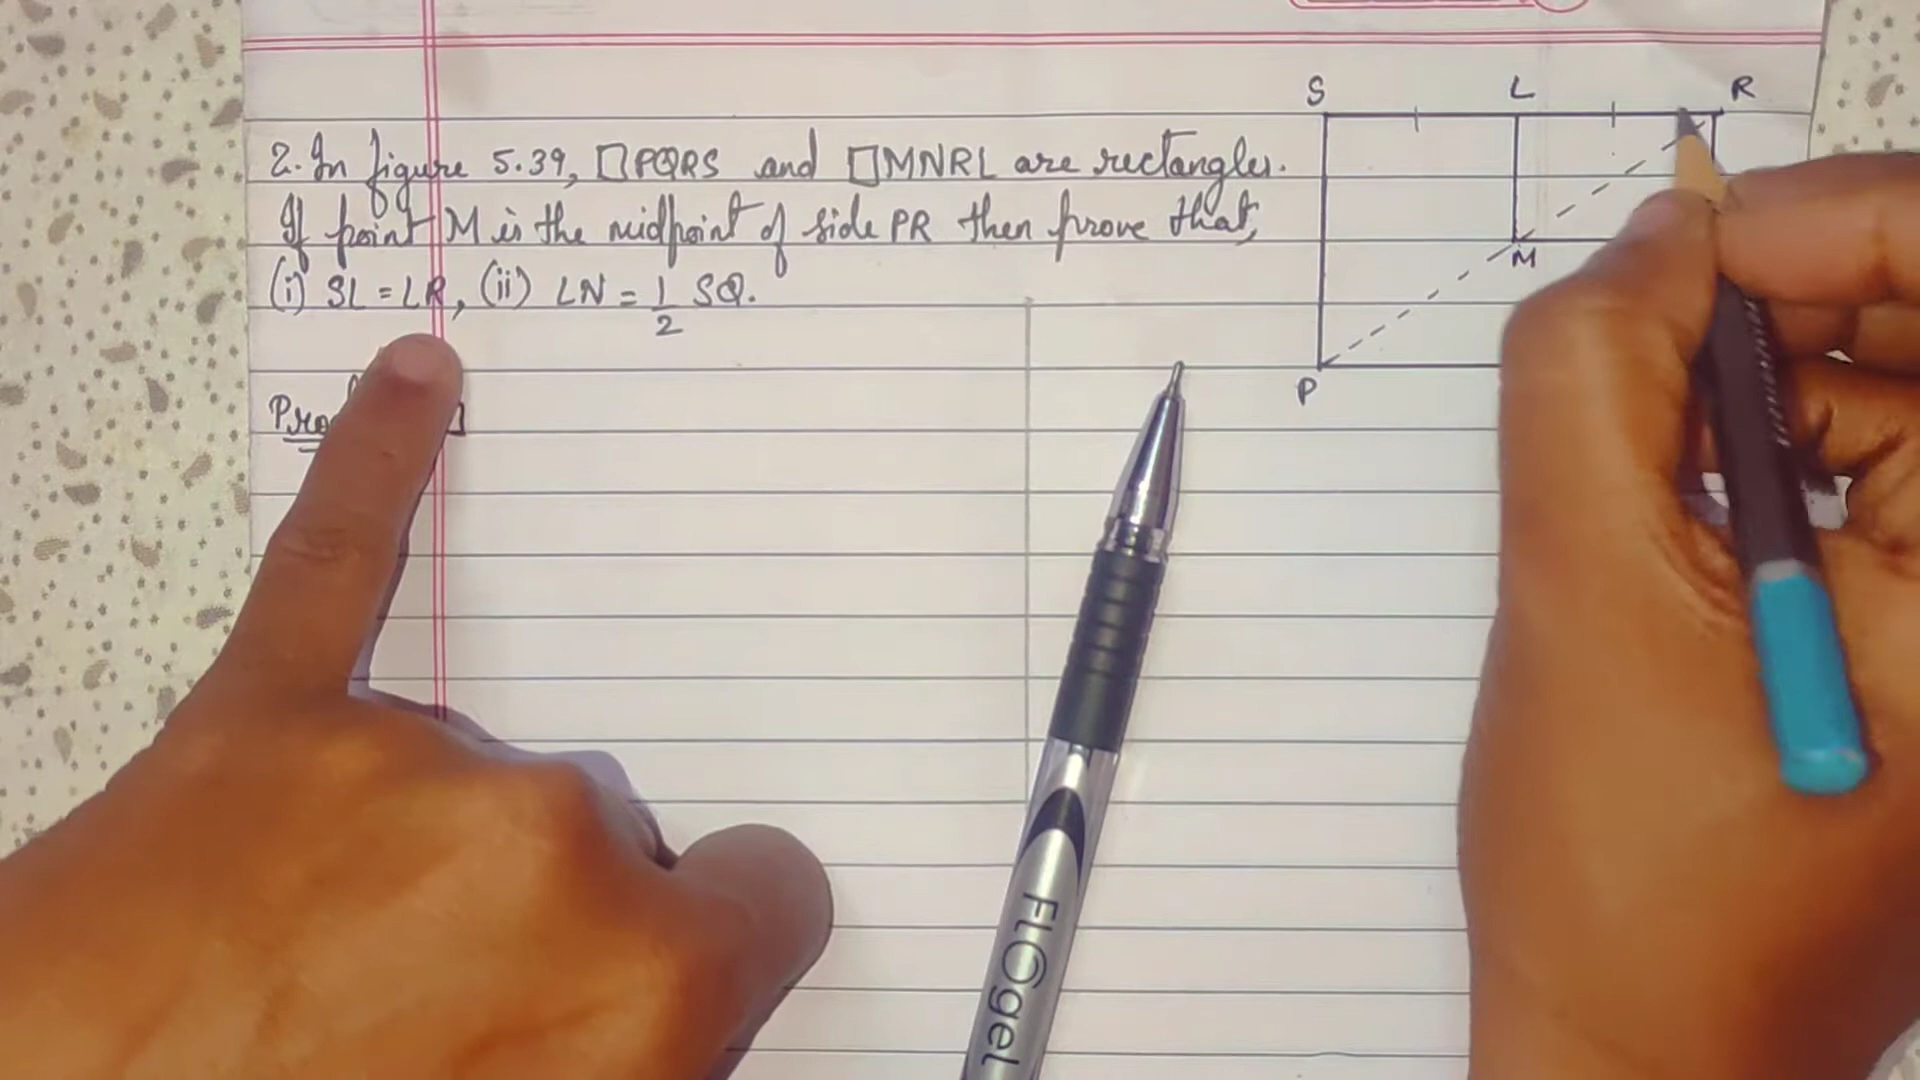 2. In figure 5.39, □PQRS and □MNRL are rectangles.
If point M is the midpoint of side PR then prove that,
(i) SL = LR, (ii) LN = 1/2 SQ.
S L R
M
P
FLOgel